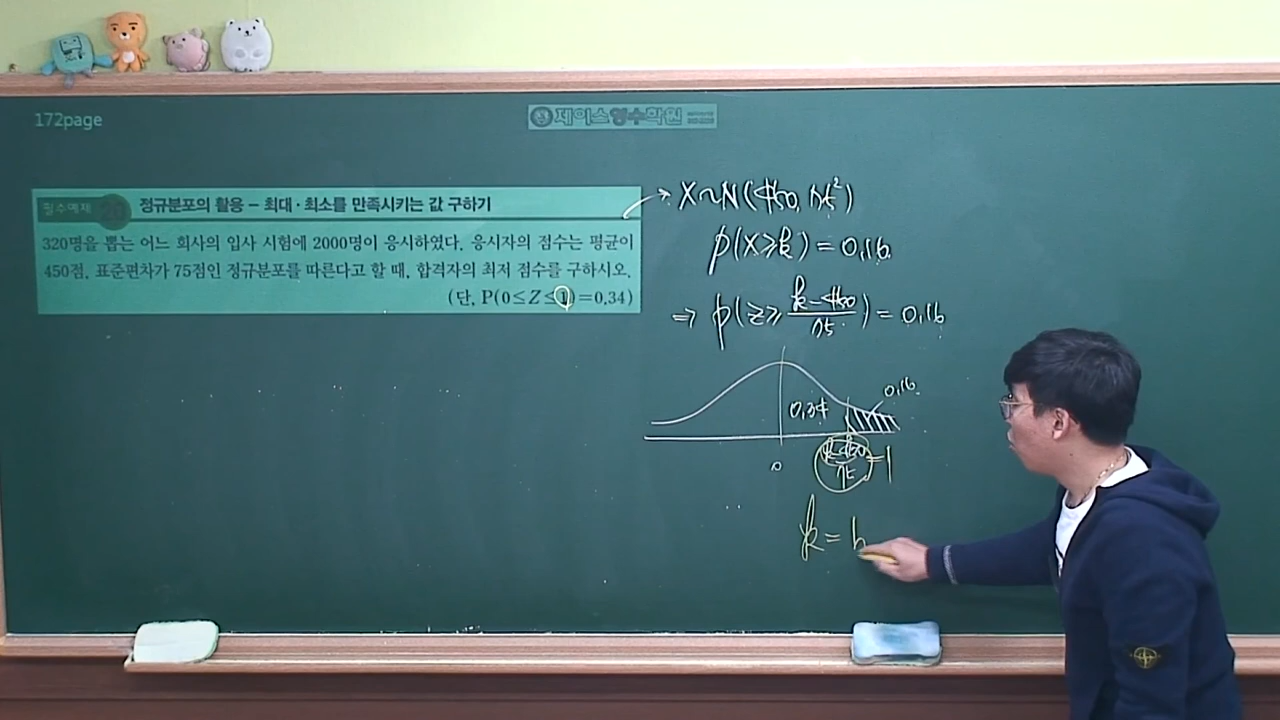 172page
제이스영수학원
필수예제 20 정규분포의 활용 - 최대·최소를 만족시키는 값 구하기
320명을 뽑는 어느 회사의 입사 시험에 2000명이 응시하였다. 응시자의 점수는 평균이
450점, 표준편차가 75점인 정규분포를 따른다고 할 때, 합격자의 최저 점수를 구하시오.
(단, P(0≤Z≤1)=0.34)
X~N(450, 75²)
P(X≥k)=0.16
⇒ P(Z≥(k-450)/75)=0.16
0.16
0.34
0
(k-450)/75=1
k=